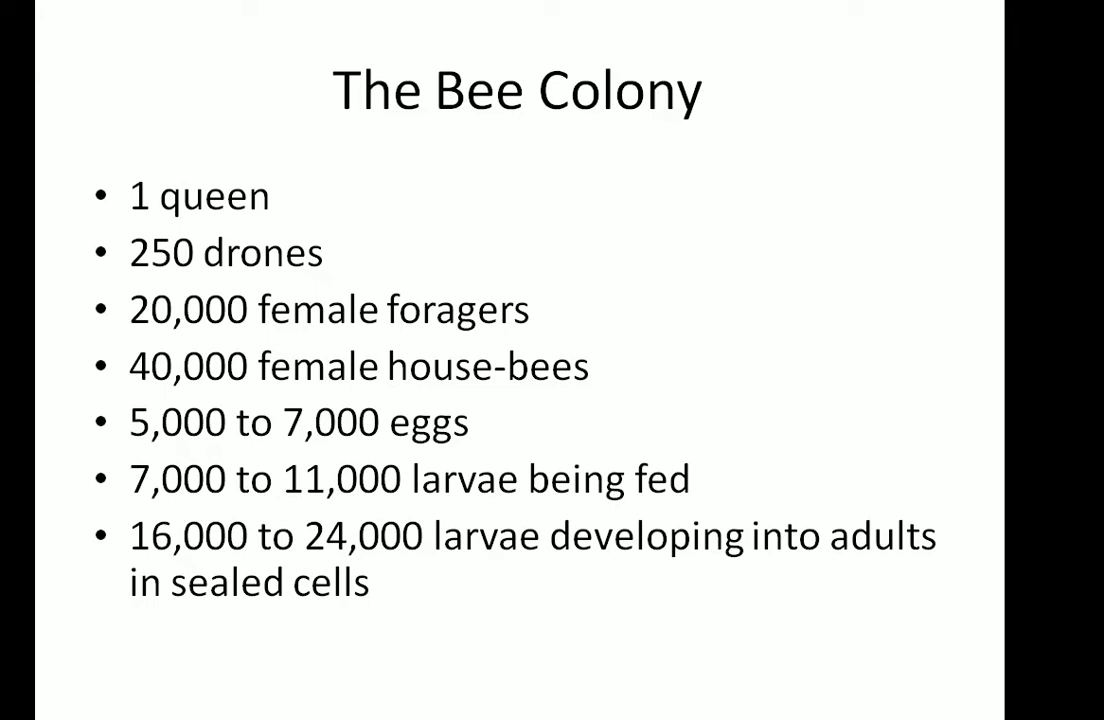 The Bee Colony
• 1 queen
• 250 drones
• 20,000 female foragers
• 40,000 female house-bees
• 5,000 to 7,000 eggs
• 7,000 to 11,000 larvae being fed
• 16,000 to 24,000 larvae developing into adults
in sealed cells